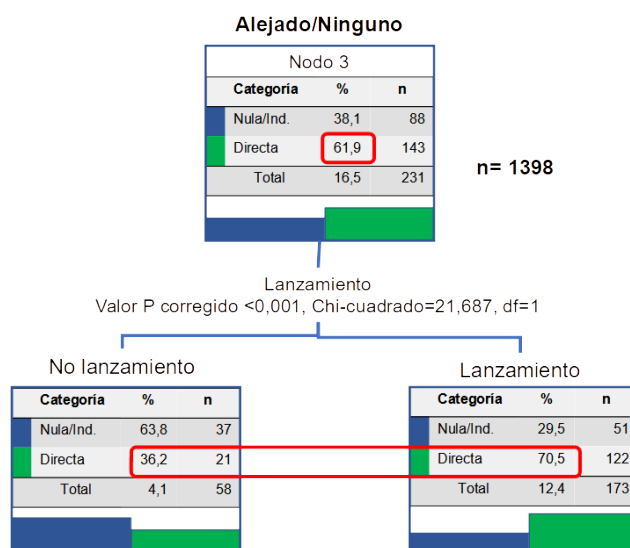 Alejado/Ninguno
Nodo 3
Categoría % n
Nula/Ind. 38,1 88
Directa 61,9 143
Total 16,5 231
n= 1398
Lanzamiento
Valor P corregido <0,001, Chi-cuadrado=21,687, df=1
No lanzamiento
Categoría % n
Nula/Ind. 63,8 37
Directa 36,2 21
Total 4,1 58
Lanzamiento
Categoría % n
Nula/Ind. 29,5 51
Directa 70,5 122
Total 12,4 173